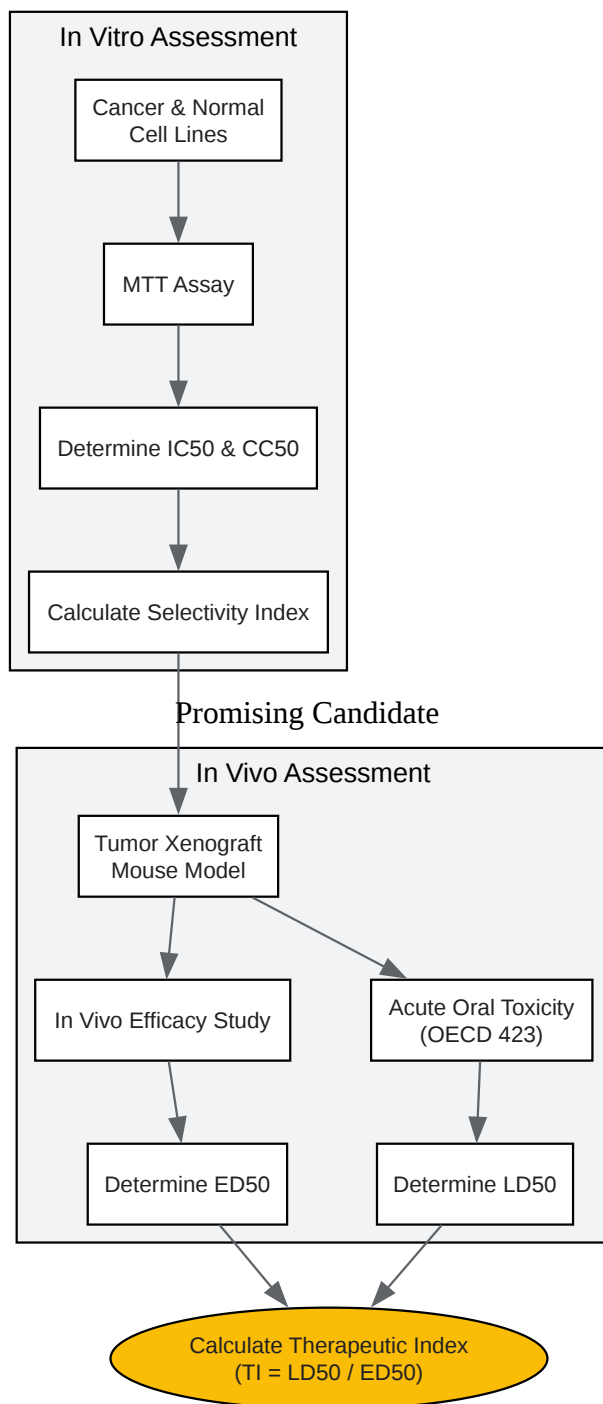 In Vitro Assessment
Cancer & Normal
Cell Lines
MTT Assay
Determine IC50 & CC50
Calculate Selectivity Index
Promising Candidate
In Vivo Assessment
Tumor Xenograft
Mouse Model
In Vivo Efficacy Study
Acute Oral Toxicity
(OECD 423)
Determine ED50
Determine LD50
Calculate Therapeutic Index
(TI = LD50 / ED50)